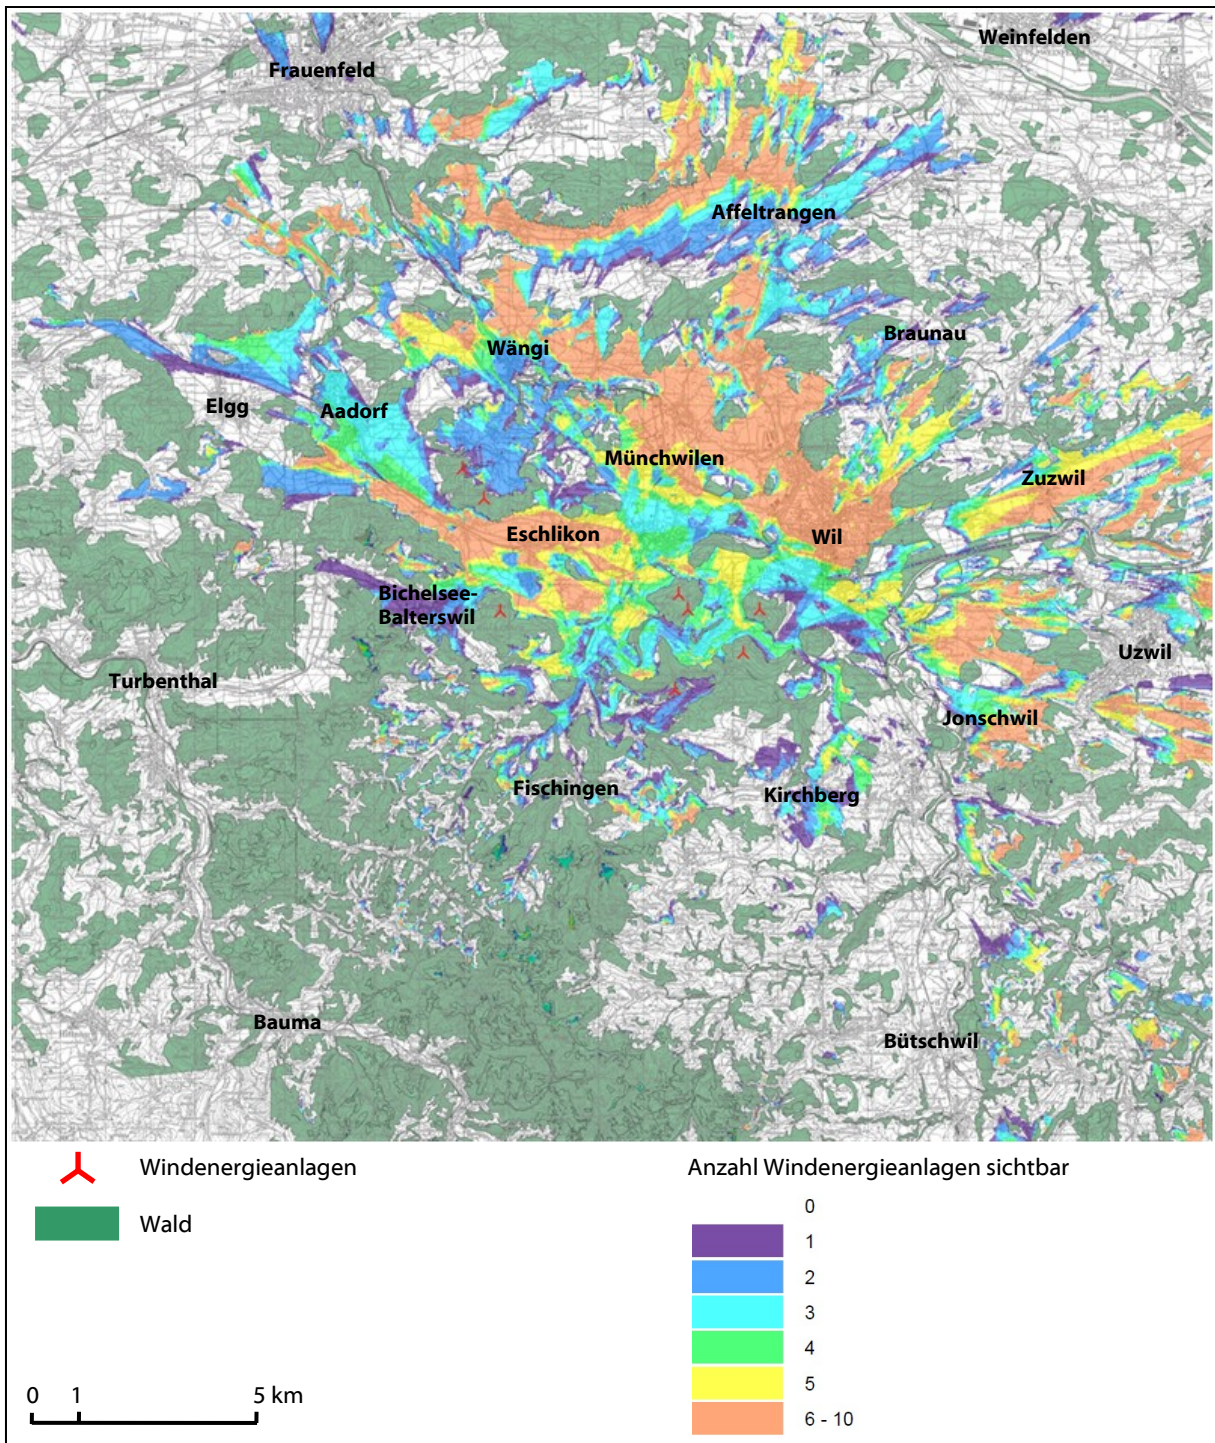 Weinfelden
Frauenfeld
Affeltrangen
Braunau
Wängi
Elgg
Aadorf
Münchwilen
Zuzwil
Eschlikon
Wil
Bichelsee-
Balterswil
Uzwil
Turbenthal
Jonschwil
Fischingen
Kirchberg
Bauma
Bütschwil
Windenergieanlagen
Wald
Anzahl Windenergieanlagen sichtbar
0
1
2
3
4
5
6 - 10
0 1 5 km